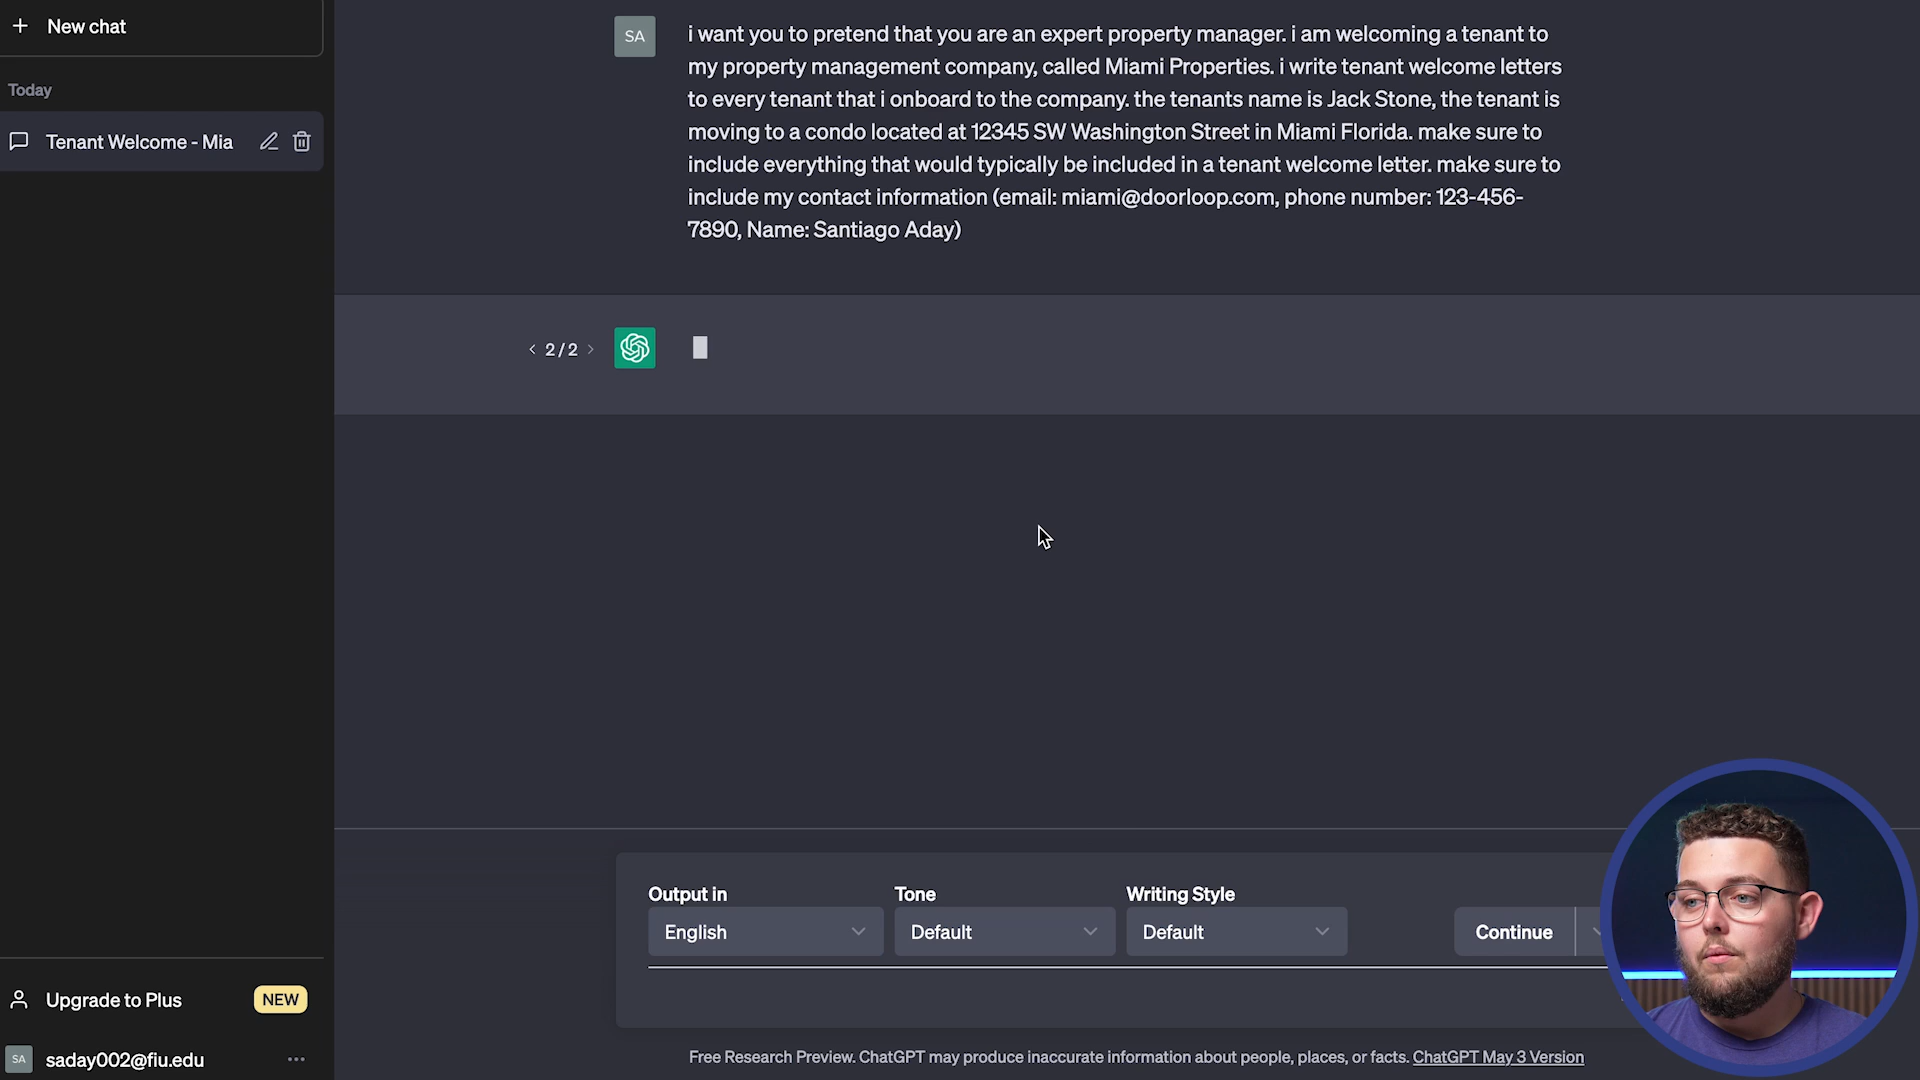 New chat
Today
Tenant Welcome - Mia
SA
i want you to pretend that you are an expert property manager. i am welcoming a tenant to
my property management company, called Miami Properties. i write tenant welcome letters
to every tenant that i onboard to the company. the tenants name is Jack Stone, the tenant is
moving to a condo located at 12345 SW Washington Street in Miami Florida. make sure to
include everything that would typically be included in a tenant welcome letter. make sure to
include my contact information (email: miami@doorloop.com, phone number: 123-456-
7890, Name: Santiago Aday)
< 2 / 2 >
Output in
Tone
Writing Style
English
Default
Default
Continue
Upgrade to Plus
NEW
SA
saday002@fiu.edu
Free Research Preview. ChatGPT may produce inaccurate information about people, places, or facts. ChatGPT May 3 Version